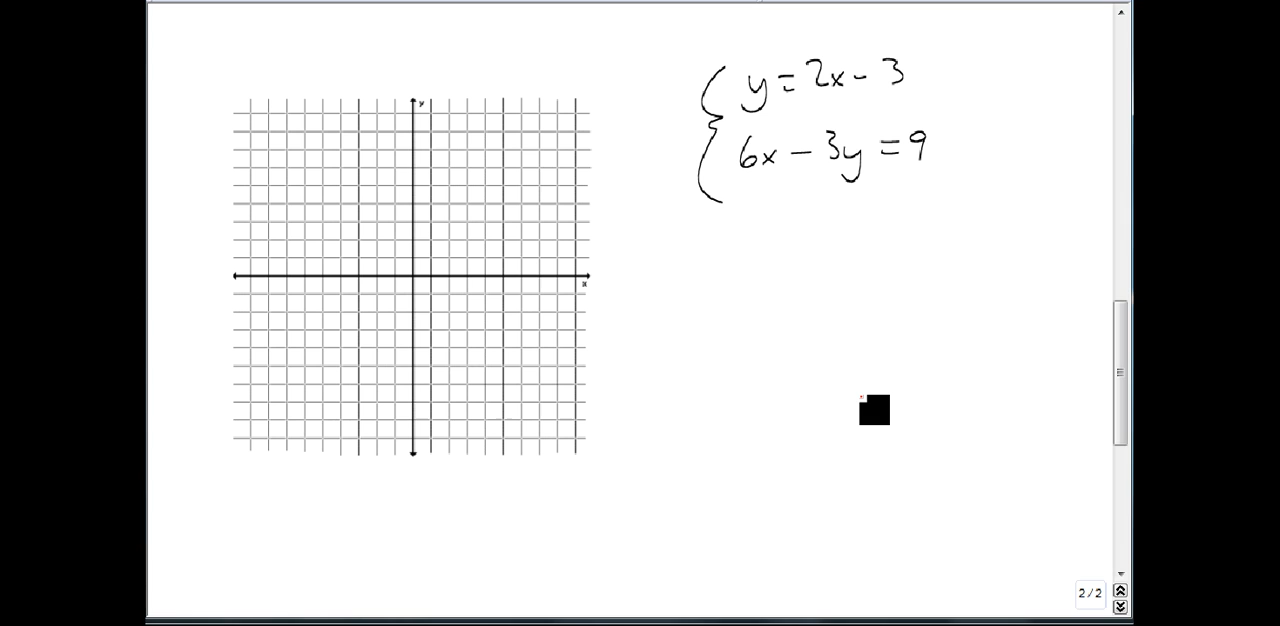 y
x
y = 2x - 3
6x - 3y = 9
2 / 2